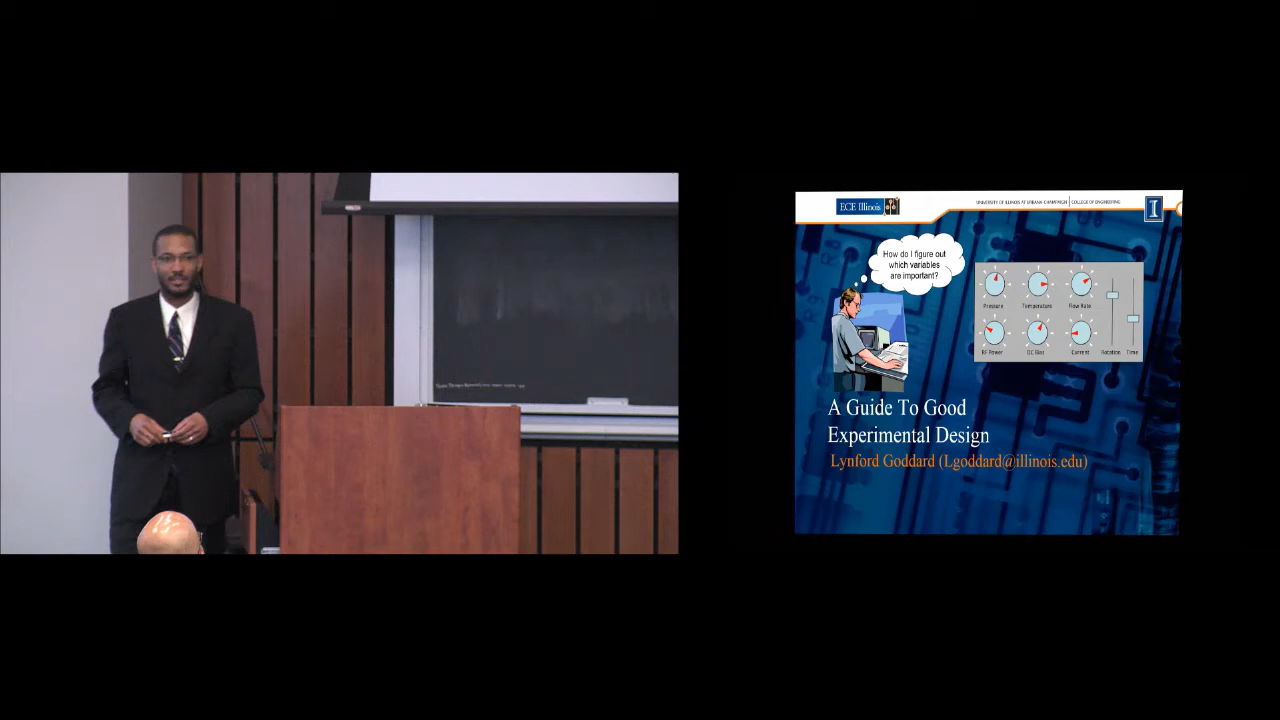 ECE Illinois
UNIVERSITY OF ILLINOIS AT URBANA-CHAMPAIGN | COLLEGE OF ENGINEERING
I
How do I figure out
which variables
are important?
Pressure Temperature Flow Rate
RF Power DC Bias Current Rotation Time
A Guide To Good
Experimental Design
Lynford Goddard (Lgoddard@illinois.edu)